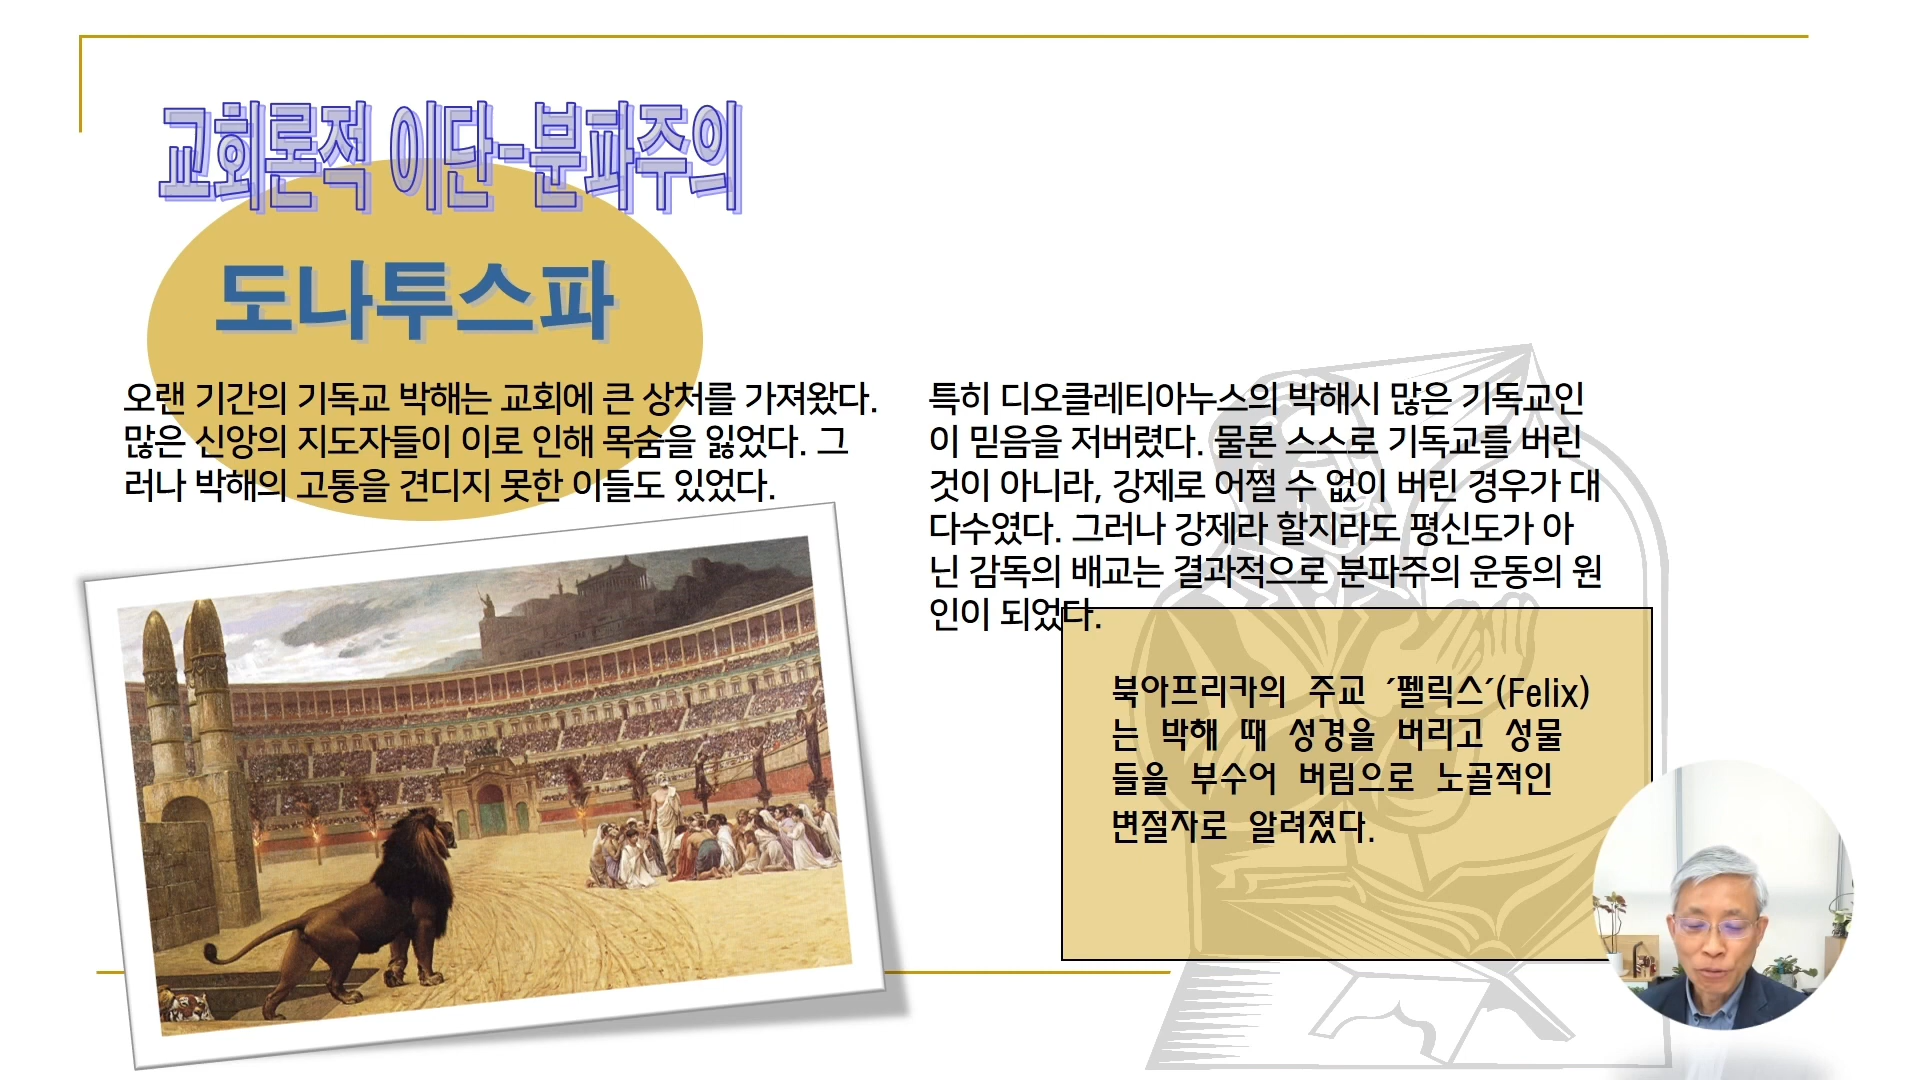 교회론적 이단-분파주의
도나투스파
오랜 기간의 기독교 박해는 교회에 큰 상처를 가져왔다.
많은 신앙의 지도자들이 이로 인해 목숨을 잃었다. 그
러나 박해의 고통을 견디지 못한 이들도 있었다.
특히 디오클레티아누스의 박해시 많은 기독교인
이 믿음을 저버렸다. 물론 스스로 기독교를 버린
것이 아니라, 강제로 어쩔 수 없이 버린 경우가 대
다수였다. 그러나 강제라 할지라도 평신도가 아
닌 감독의 배교는 결과적으로 분파주의 운동의 원
인이 되었다.
북아프리카의 주교 ´펠릭스´(Felix)
는 박해 때 성경을 버리고 성물
들을 부수어 버림으로 노골적인
변절자로 알려졌다.